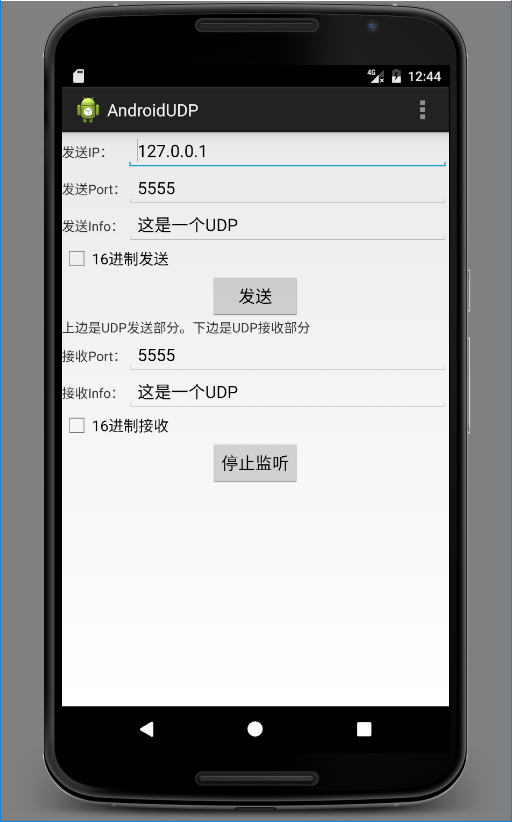 4G 12:44
AndroidUDP
发送IP： 127.0.0.1
发送Port： 5555
发送Info： 这是一个UDP
16进制发送
发送
上边是UDP发送部分。下边是UDP接收部分
接收Port： 5555
接收Info： 这是一个UDP
16进制接收
停止监听